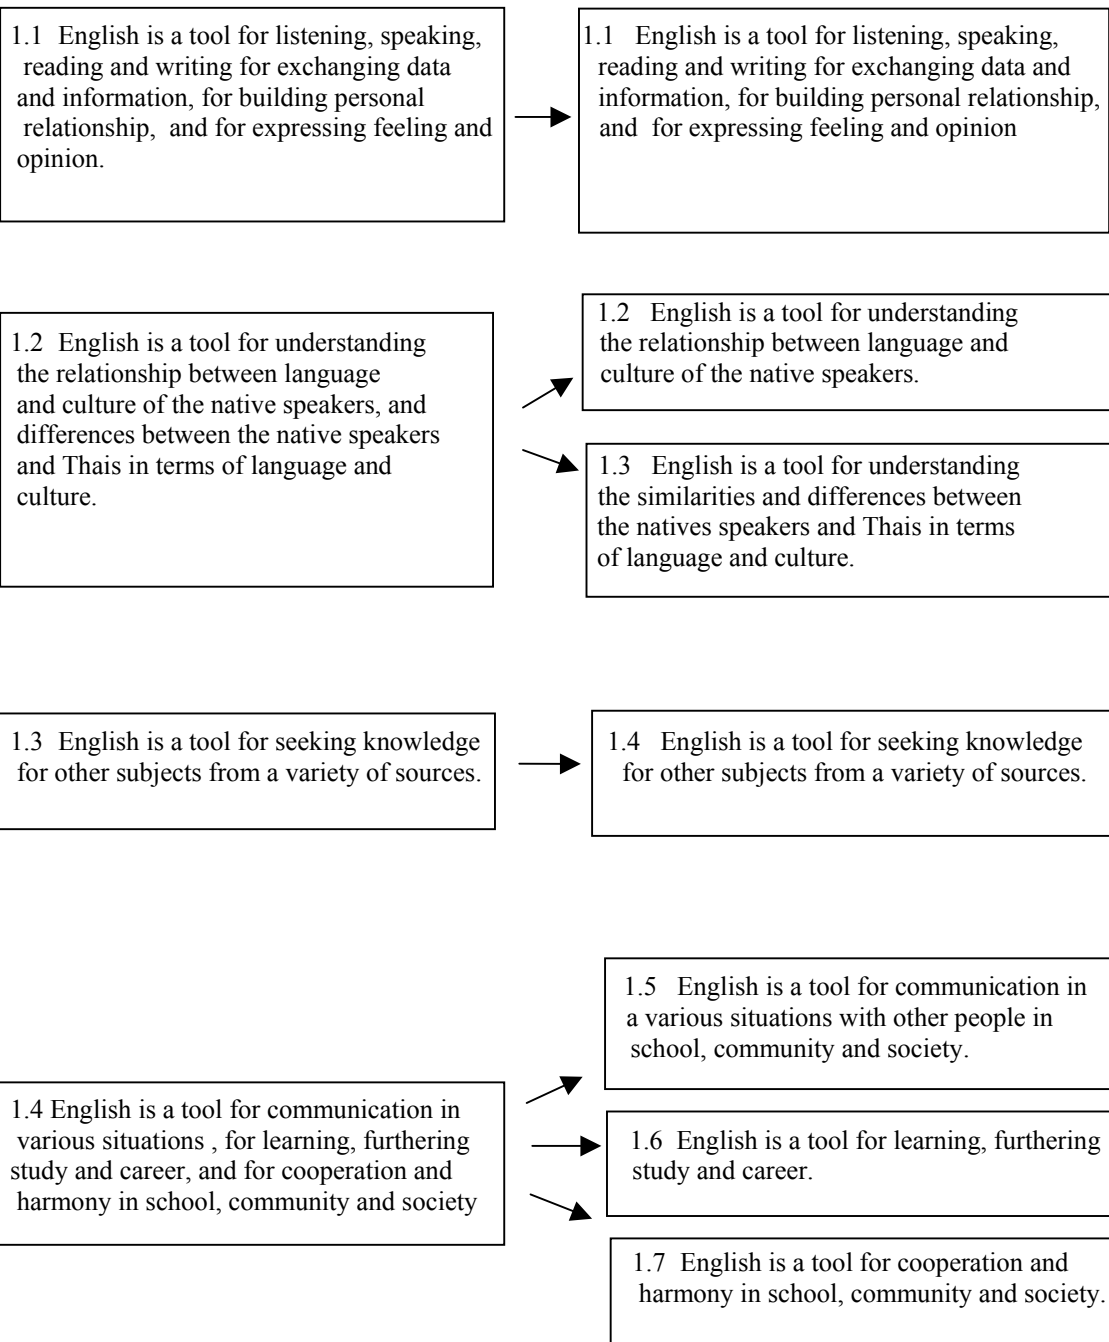 1.1 English is a tool for listening, speaking,
reading and writing for exchanging data
and information, for building personal
relationship, and for expressing feeling and
opinion.
1.1 English is a tool for listening, speaking,
reading and writing for exchanging data and
information, for building personal relationship,
and for expressing feeling and opinion
1.2 English is a tool for understanding
the relationship between language
and culture of the native speakers, and
differences between the native speakers
and Thais in terms of language and
culture.
1.2 English is a tool for understanding
the relationship between language and
culture of the native speakers.
1.3 English is a tool for understanding
the similarities and differences between
the natives speakers and Thais in terms
of language and culture.
1.3 English is a tool for seeking knowledge
for other subjects from a variety of sources.
1.4 English is a tool for seeking knowledge
for other subjects from a variety of sources.
1.4 English is a tool for communication in
various situations , for learning, furthering
study and career, and for cooperation and
harmony in school, community and society
1.5 English is a tool for communication in
a various situations with other people in
school, community and society.
1.6 English is a tool for learning, furthering
study and career.
1.7 English is a tool for cooperation and
harmony in school, community and society.